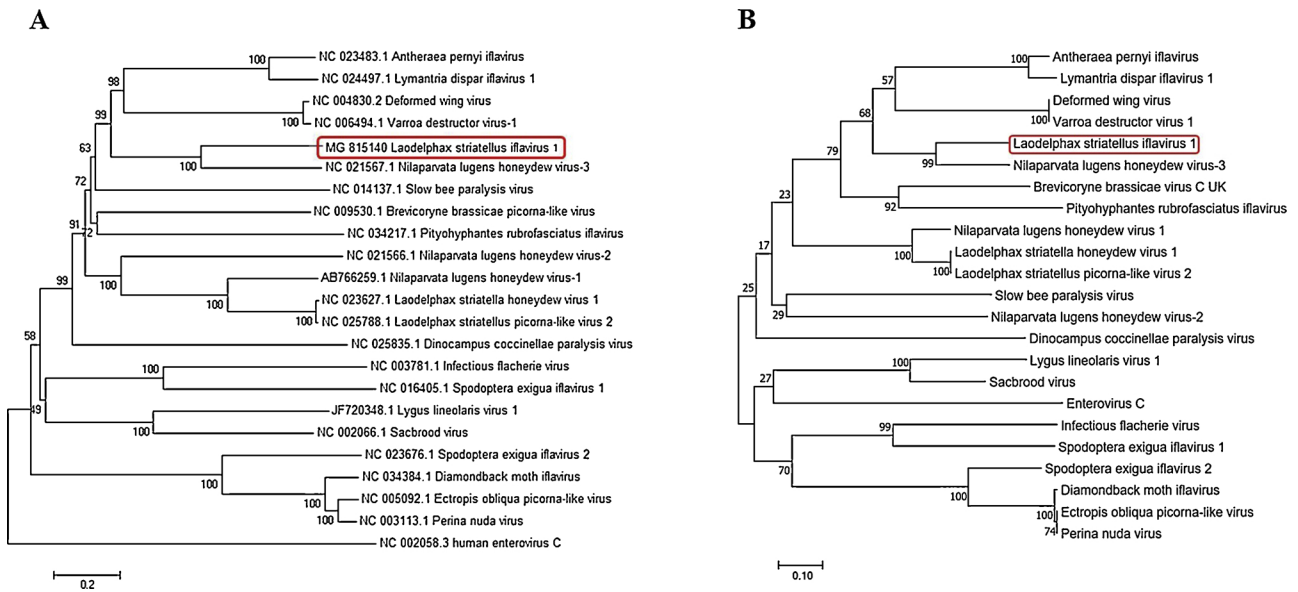 A
NC 023483.1 Antheraea pernyi iflavirus
100
NC 024497.1 Lymantria dispar iflavirus 1
98
NC 004830.2 Deformed wing virus
99
100
NC 006494.1 Varroa destructor virus-1
63
MG 815140 Laodelphax striatellus iflavirus 1
100
NC 021567.1 Nilaparvata lugens honeydew virus-3
72
NC 014137.1 Slow bee paralysis virus
NC 009530.1 Brevicoryne brassicae picorna-like virus
91
72
NC 034217.1 Pityohyphantes rubrofasciatus iflavirus
NC 021566.1 Nilaparvata lugens honeydew virus-2
99
100
AB766259.1 Nilaparvata lugens honeydew virus-1
100
NC 023627.1 Laodelphax striatella honeydew virus 1
100
NC 025788.1 Laodelphax striatellus picorna-like virus 2
58
NC 025835.1 Dinocampus coccinellae paralysis virus
100
NC 003781.1 Infectious flacherie virus
NC 016405.1 Spodoptera exigua iflavirus 1
49
JF720348.1 Lygus lineolaris virus 1
100
NC 002066.1 Sacbrood virus
NC 023676.1 Spodoptera exigua iflavirus 2
100
NC 034384.1 Diamondback moth iflavirus
100
NC 005092.1 Ectropis obliqua picorna-like virus
100
NC 003113.1 Perina nuda virus
NC 002058.3 human enterovirus C
0.2
B
100
Antheraea pernyi iflavirus
57
Lymantria dispar iflavirus 1
Deformed wing virus
68
100
Varroa destructor virus 1
Laodelphax striatellus iflavirus 1
79
99
Nilaparvata lugens honeydew virus-3
Brevicoryne brassicae virus C UK
23
92
Pityohyphantes rubrofasciatus iflavirus
Nilaparvata lugens honeydew virus 1
17
100
Laodelphax striatella honeydew virus 1
100
Laodelphax striatellus picorna-like virus 2
25
Slow bee paralysis virus
29
Nilaparvata lugens honeydew virus-2
Dinocampus coccinellae paralysis virus
100
Lygus lineolaris virus 1
27
Sacbrood virus
Enterovirus C
99
Infectious flacherie virus
Spodoptera exigua iflavirus 1
70
Spodoptera exigua iflavirus 2
100
Diamondback moth iflavirus
100
Ectropis obliqua picorna-like virus
74
Perina nuda virus
0.10